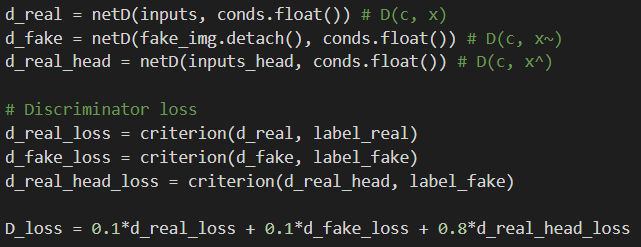 d_real = netD(inputs, conds.float()) # D(c, x)
d_fake = netD(fake_img.detach(), conds.float()) # D(c, x~)
d_real_head = netD(inputs_head, conds.float()) # D(c, x^)
# Discriminator loss
d_real_loss = criterion(d_real, label_real)
d_fake_loss = criterion(d_fake, label_fake)
d_real_head_loss = criterion(d_real_head, label_fake)
D_loss = 0.1*d_real_loss + 0.1*d_fake_loss + 0.8*d_real_head_loss